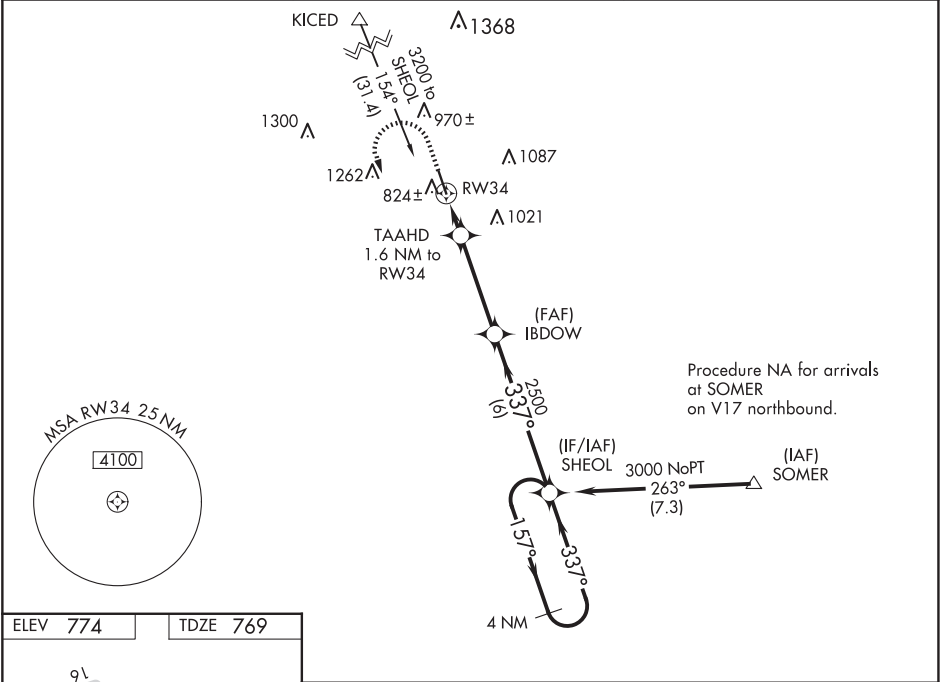 KICED
1368
3200 to
SHEOL
154°
(31.4)
970±
1300
1262
1087
824±
RW34
1021
TAAHD
1.6 NM to
RW34
(FAF)
IBDOW
2500
337°
(6)
Procedure NA for arrivals
at SOMER
on V17 northbound.
MSA RW34 25 NM
4100
(IF/IAF)
SHEOL
3000 NoPT
263°
(7.3)
(IAF)
SOMER
157°
337°
4 NM
ELEV 774
TDZE 769
16